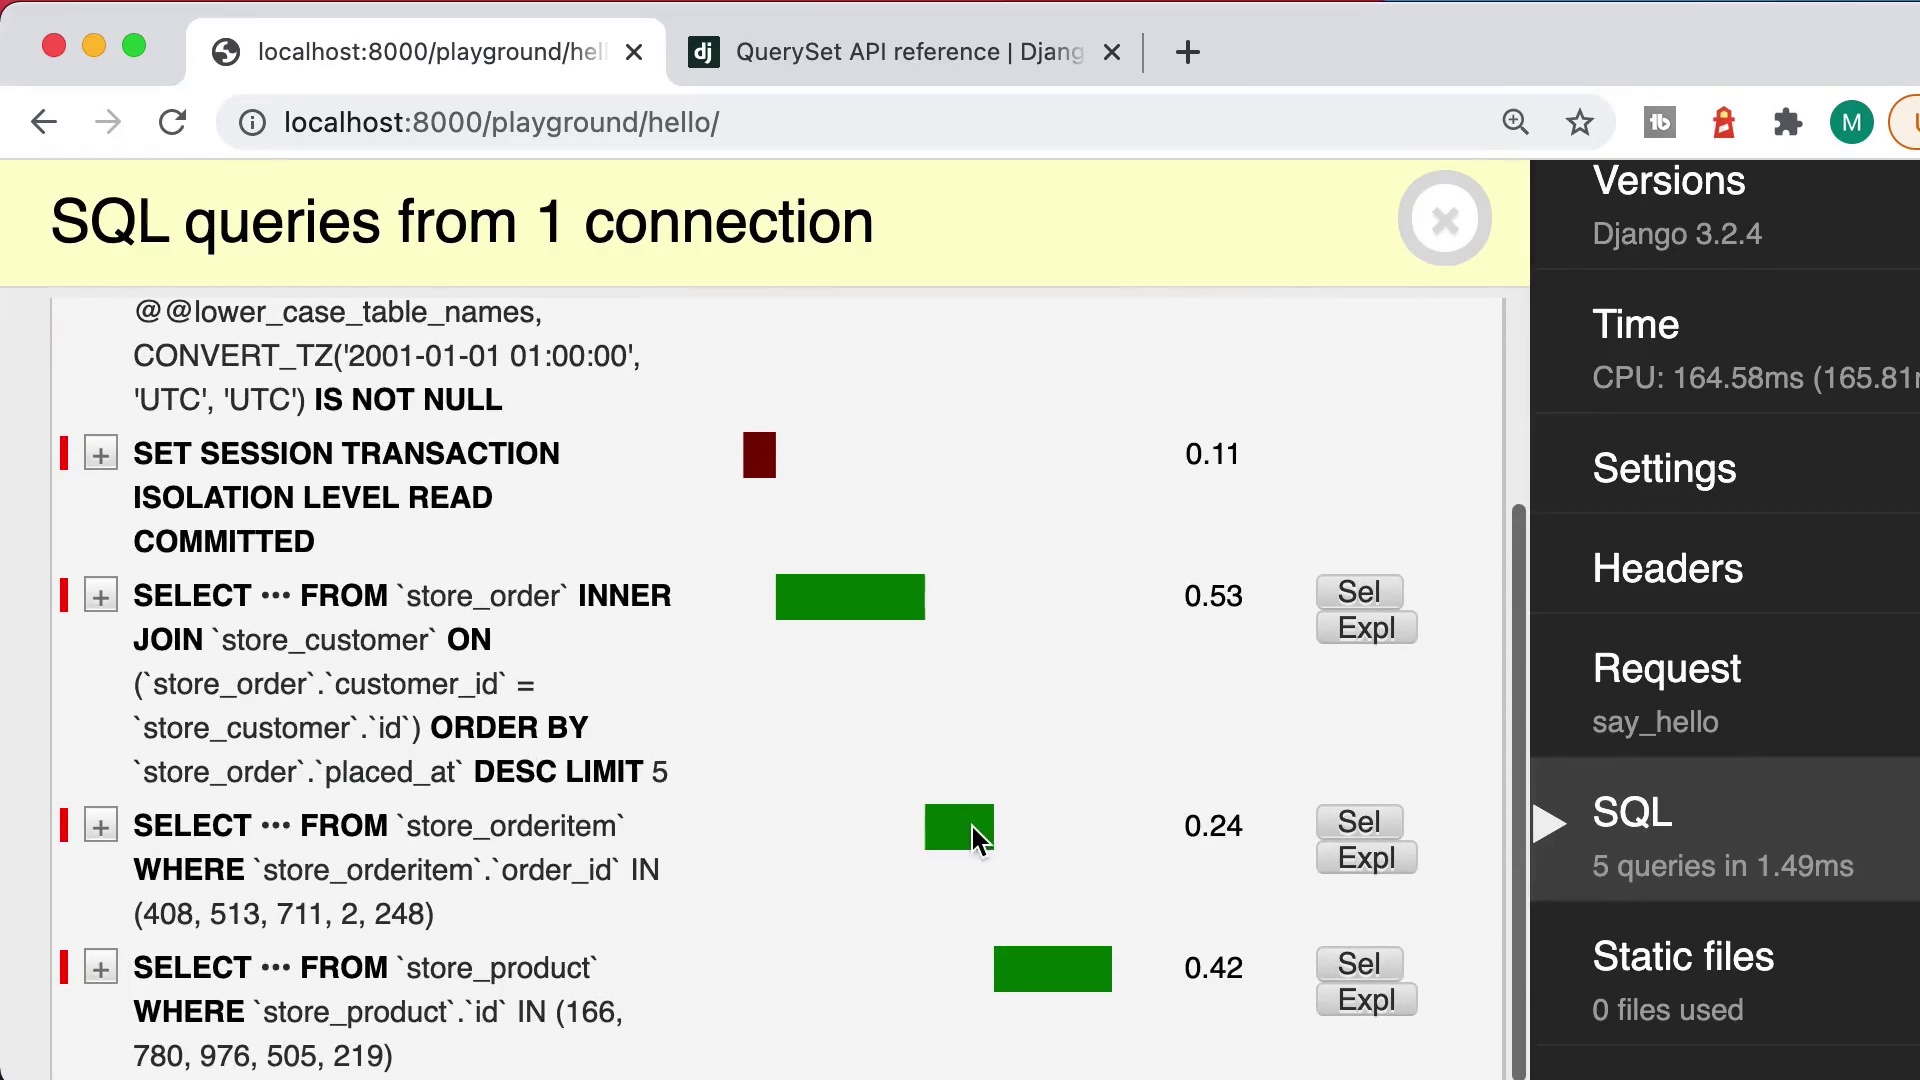 localhost:8000/playground/hel
QuerySet API reference | Djang
localhost:8000/playground/hello/
M
SQL queries from 1 connection
@@lower_case_table_names,
CONVERT_TZ('2001-01-01 01:00:00',
'UTC', 'UTC') IS NOT NULL
+ SET SESSION TRANSACTION
ISOLATION LEVEL READ
COMMITTED
0.11
+ SELECT ••• FROM `store_order` INNER
JOIN `store_customer` ON
(`store_order`.`customer_id` =
`store_customer`.`id`) ORDER BY
`store_order`.`placed_at` DESC LIMIT 5
0.53
Sel
Expl
+ SELECT ••• FROM `store_orderitem`
WHERE `store_orderitem`.`order_id` IN
(408, 513, 711, 2, 248)
0.24
Sel
Expl
+ SELECT ••• FROM `store_product`
WHERE `store_product`.`id` IN (166,
780, 976, 505, 219)
0.42
Sel
Expl
Versions
Django 3.2.4
Time
CPU: 164.58ms (165.81
Settings
Headers
Request
say_hello
SQL
5 queries in 1.49ms
Static files
0 files used